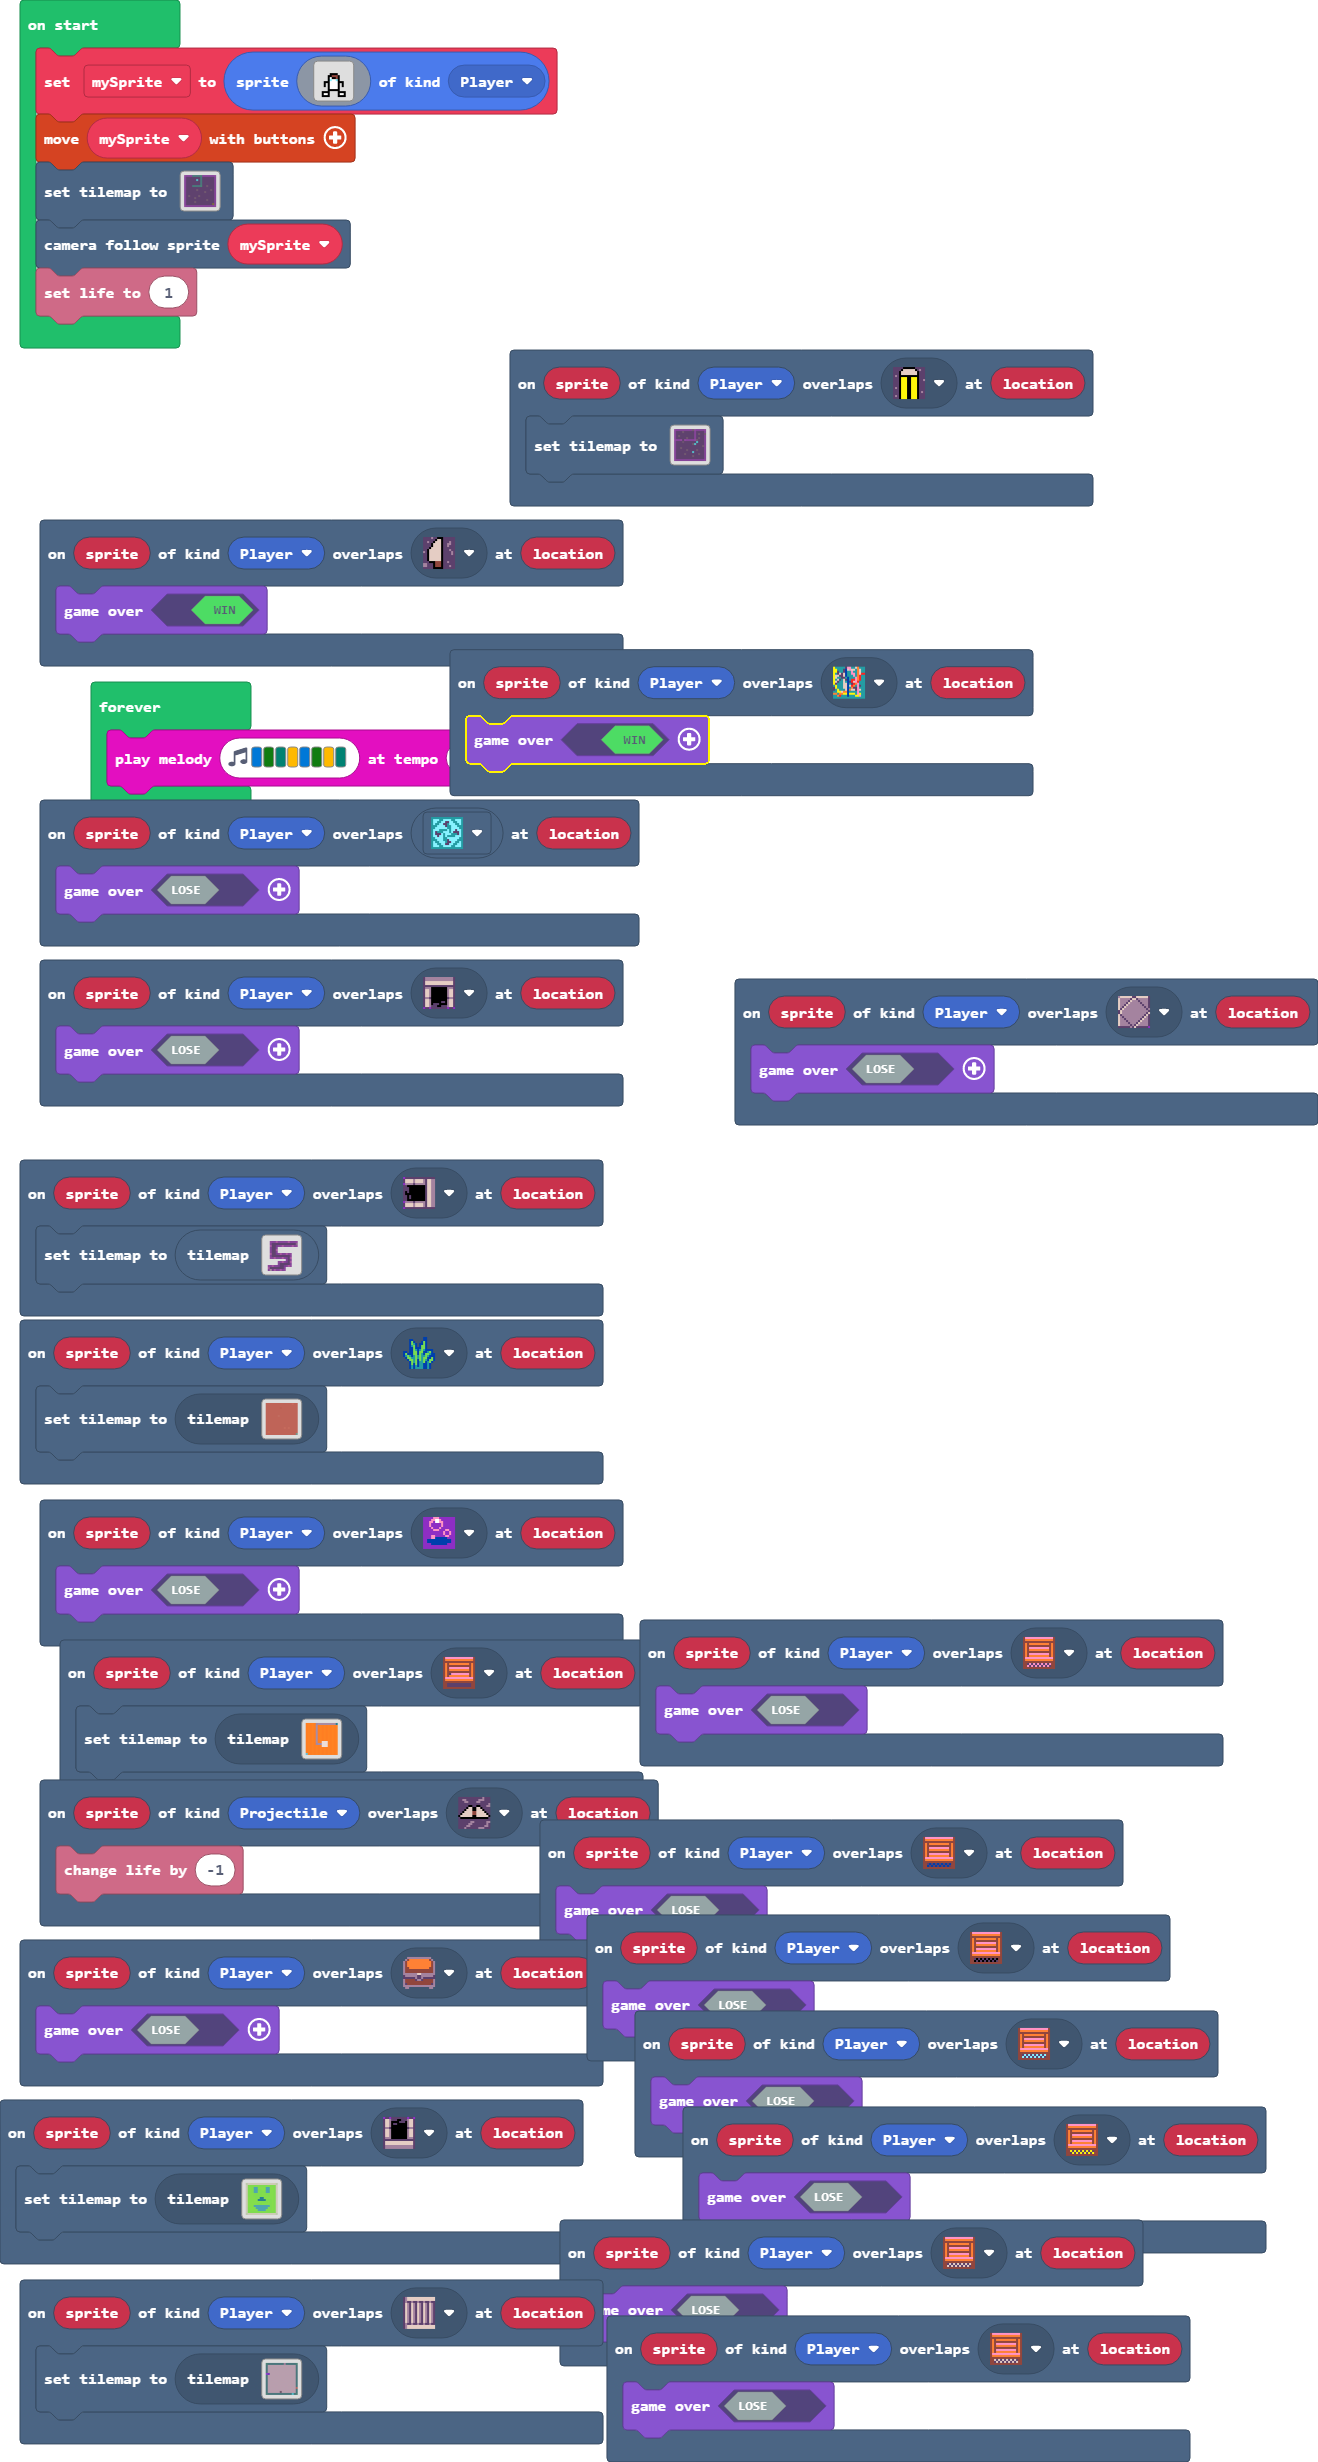 on start
set mySprite to sprite of kind Player
move mySprite with buttons
set tilemap to
camera follow sprite mySprite
set life to 1
on sprite of kind Player overlaps at location
set tilemap to
on sprite of kind Player overlaps at location
game over WIN
on sprite of kind Player overlaps at location
game over WIN
forever
play melody at tempo
on sprite of kind Player overlaps at location
game over LOSE
on sprite of kind Player overlaps at location
game over LOSE
on sprite of kind Player overlaps at location
game over LOSE
on sprite of kind Player overlaps at location
set tilemap to tilemap
on sprite of kind Player overlaps at location
set tilemap to tilemap
on sprite of kind Player overlaps at location
game over LOSE
on sprite of kind Player overlaps at location
set tilemap to tilemap
on sprite of kind Player overlaps at location
game over LOSE
on sprite of kind Projectile overlaps at location
change life by -1
on sprite of kind Player overlaps at location
game over LOSE
on sprite of kind Player overlaps at location
game over LOSE
on sprite of kind Player overlaps at location
game over LOSE
on sprite of kind Player overlaps at location
game over LOSE
on sprite of kind Player overlaps at location
game over LOSE
on sprite of kind Player overlaps at location
set tilemap to tilemap
on sprite of kind Player overlaps at location
me over LOSE
on sprite of kind Player overlaps at location
set tilemap to tilemap
on sprite of kind Player overlaps at location
game over LOSE